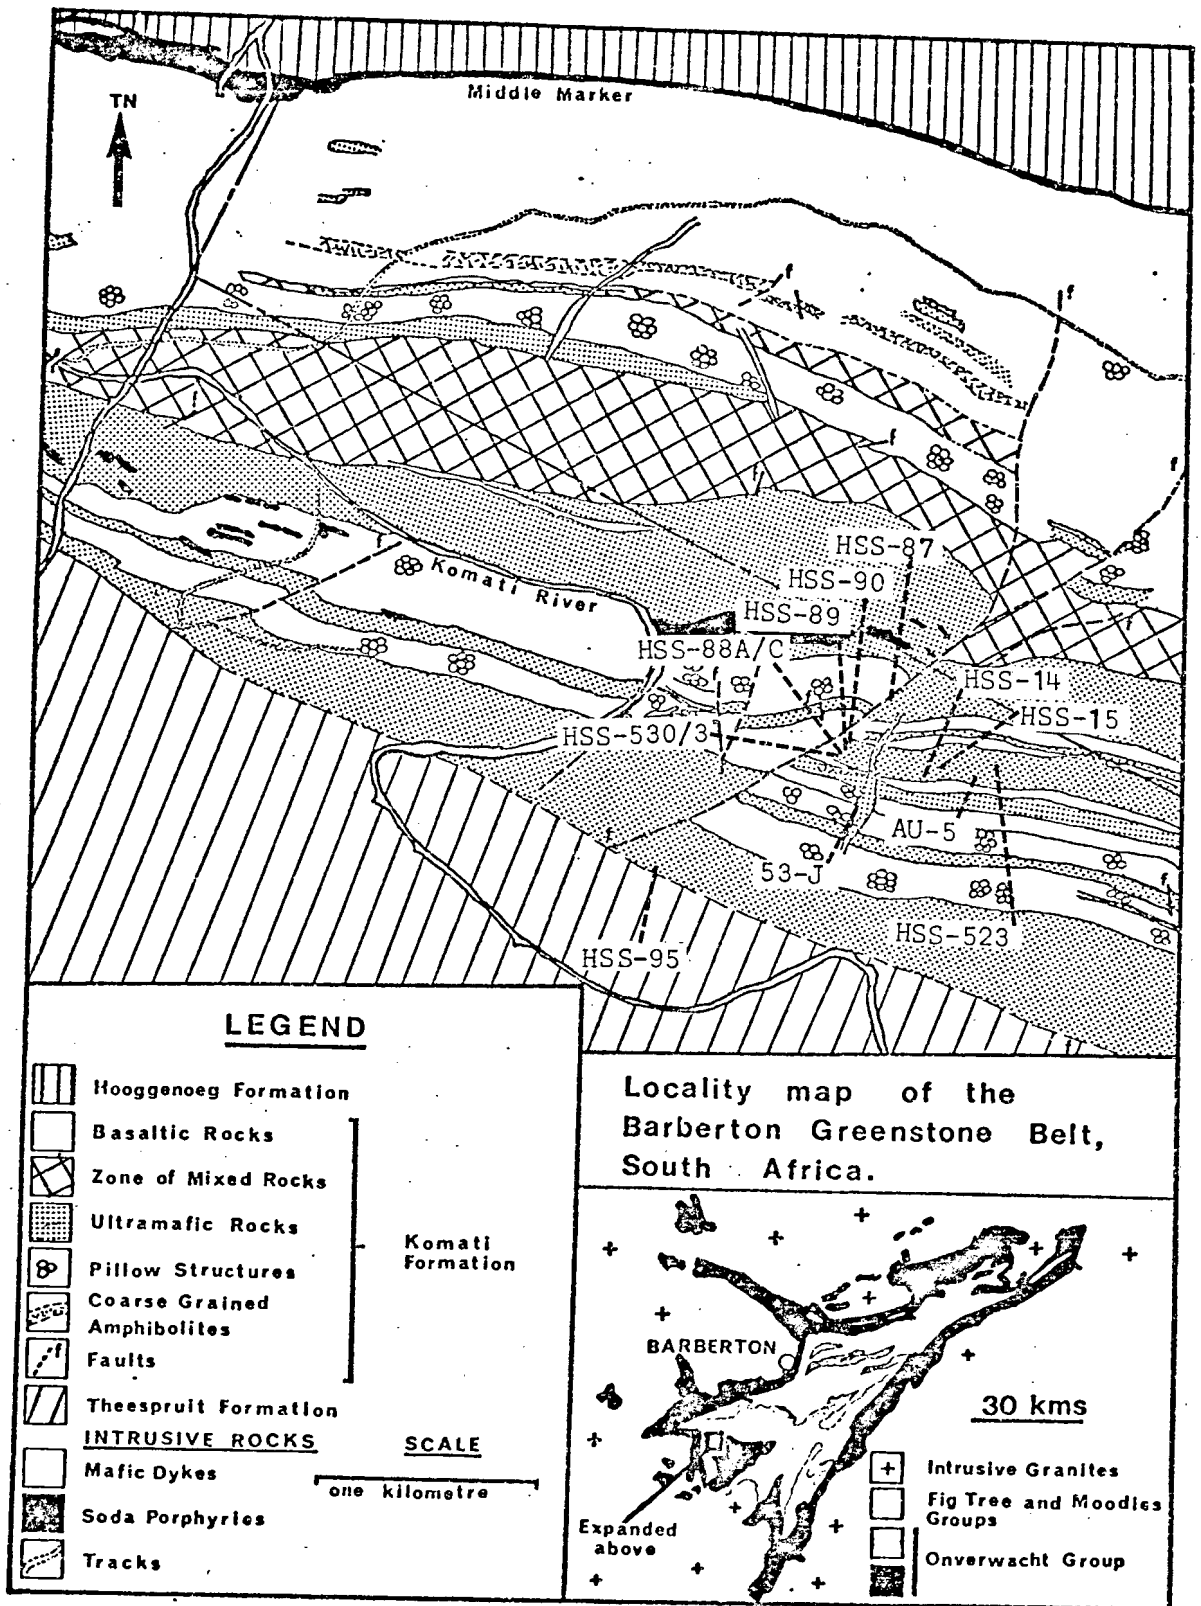 Middle Marker
TN
f
f
f
f
f
f
HSS-87
HSS-90
f
Komati River
HSS-89
f
HSS-88A/C
f
HSS-14
HSS-15
HSS-530/3
AU-5
f
53-J
f
HSS-523
HSS-95
f
LEGEND
Hooggenoeg Formation
Basaltic Rocks
Zone of Mixed Rocks
Ultramafic Rocks
Pillow Structures
Coarse Grained
Amphibolites
f
Faults
Komati
Formation
Theespruit Formation
INTRUSIVE ROCKS
Mafic Dykes
Soda Porphyries
Tracks
SCALE
one kilometre
Locality map of the
Barberton Greenstone Belt,
South Africa.
BARBERTON
30 kms
Expanded
above
Intrusive Granites
Fig Tree and Moodies
Groups
Onverwacht Group